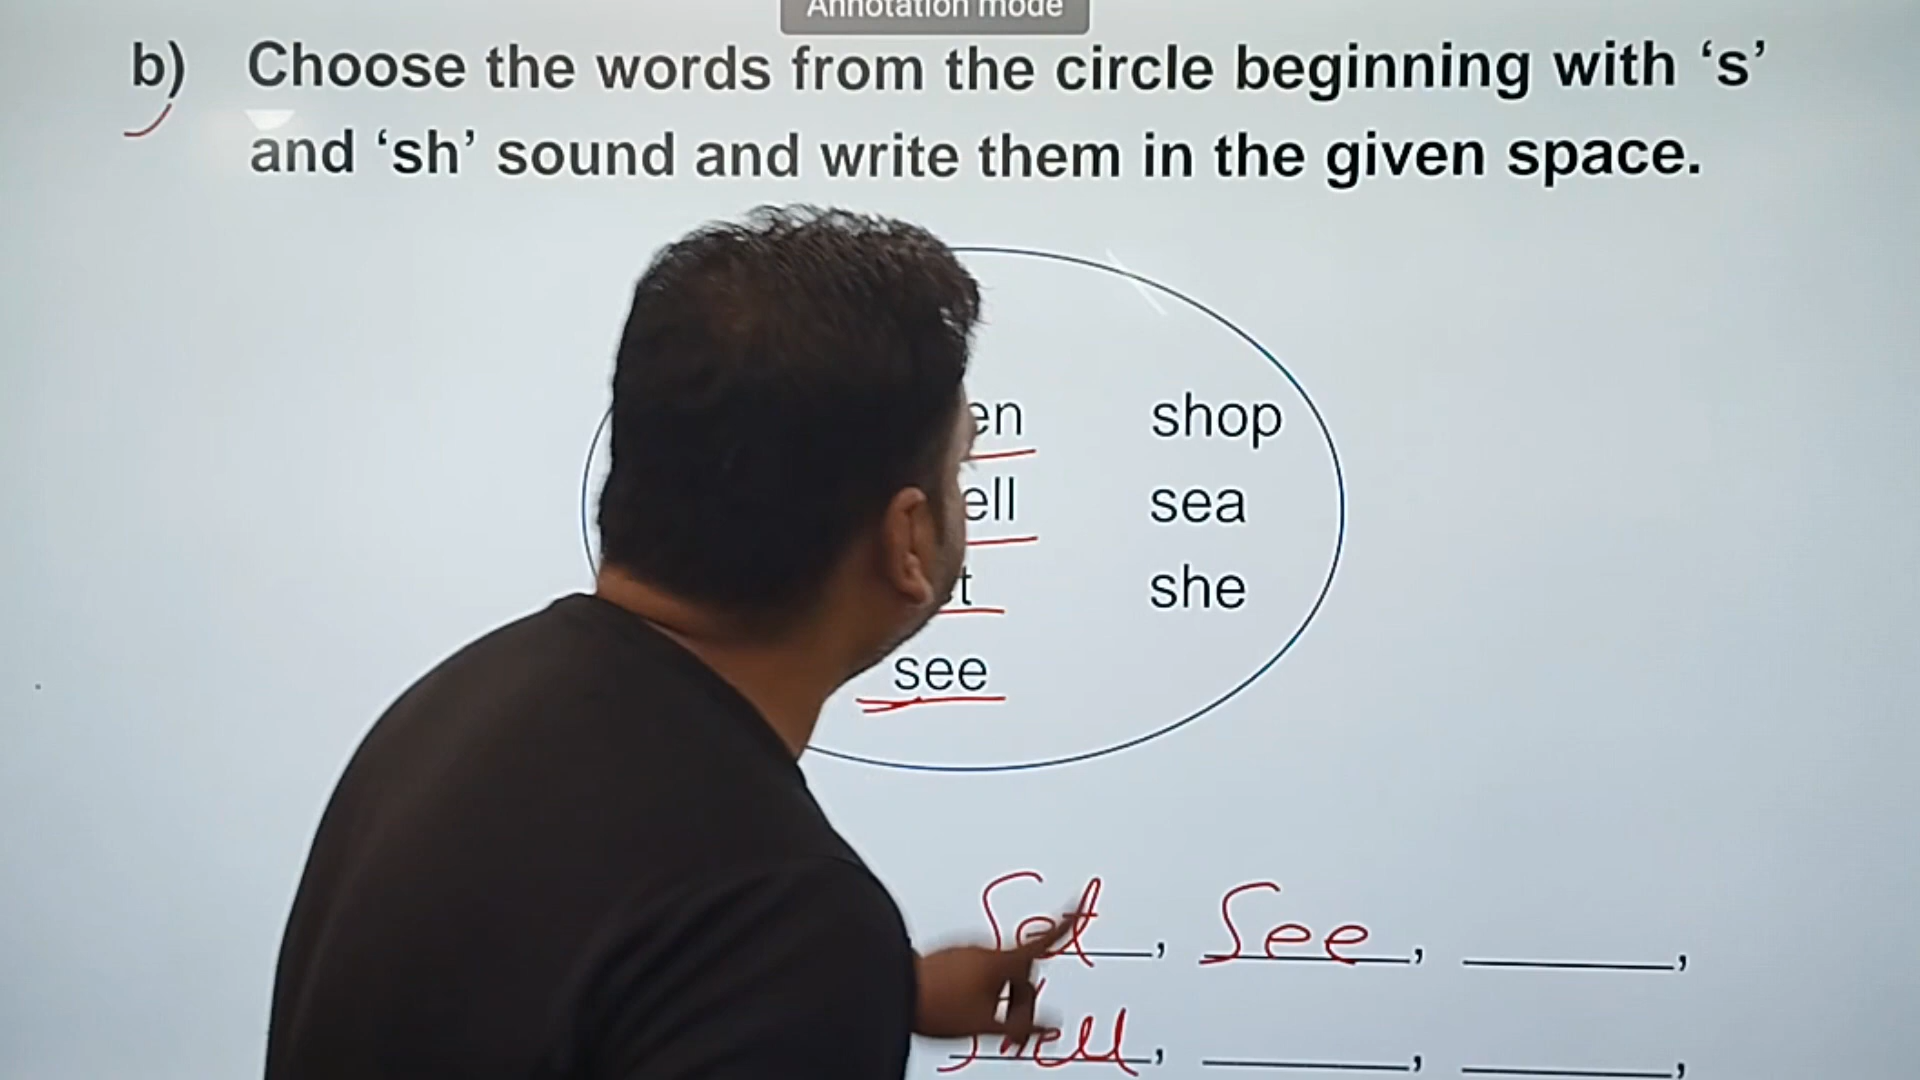 Annotation mode
b) Choose the words from the circle beginning with ‘s’
and ‘sh’ sound and write them in the given space.
en shop
ell sea
t she
see
Set, See, ,
Shell, , ,